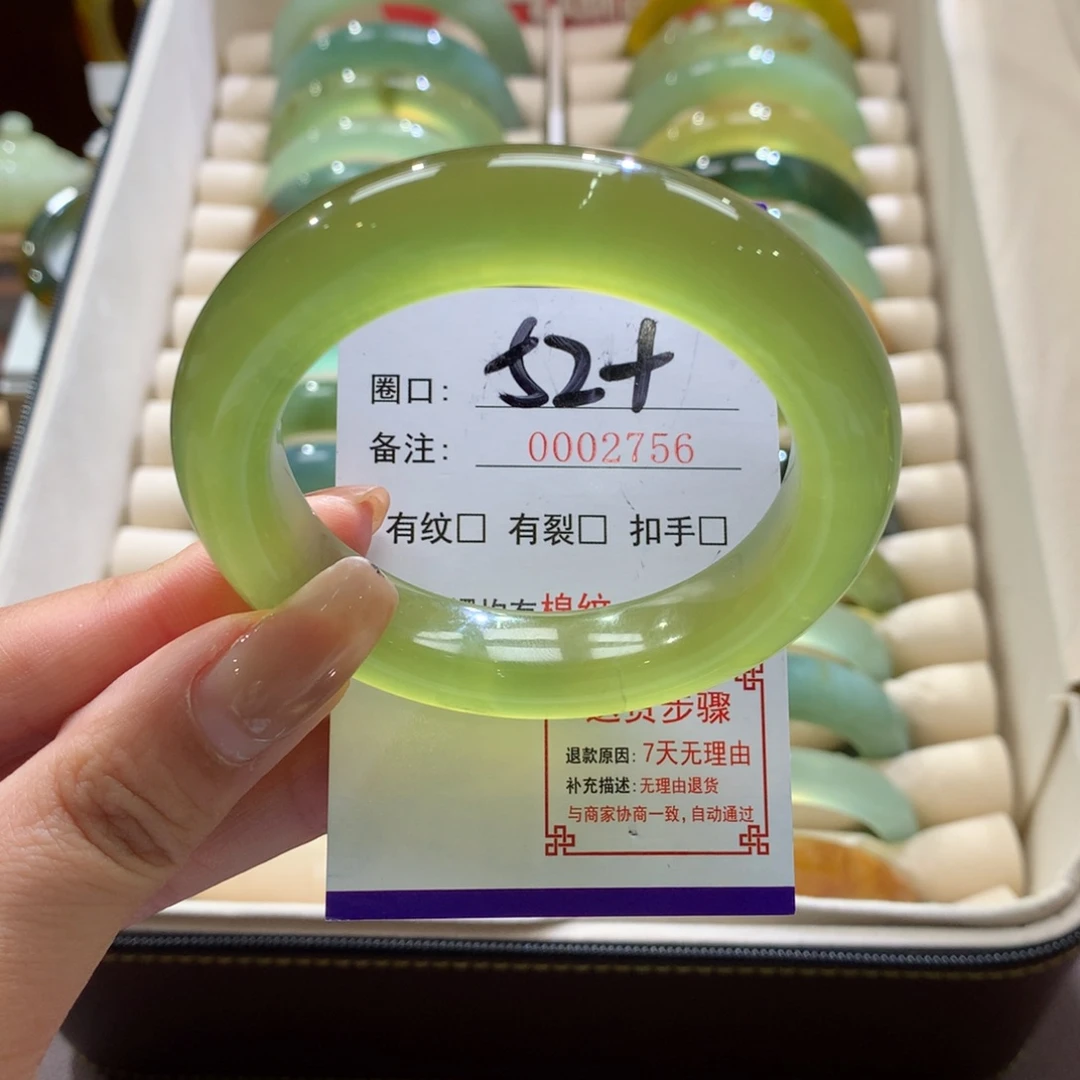 圈口: 52+
备注: 0002756
有纹□ 有裂□ 扣手□
均有棉纹
退货步骤
退款原因: 7天无理由
补充描述: 无理由退货
与商家协商一致, 自动通过